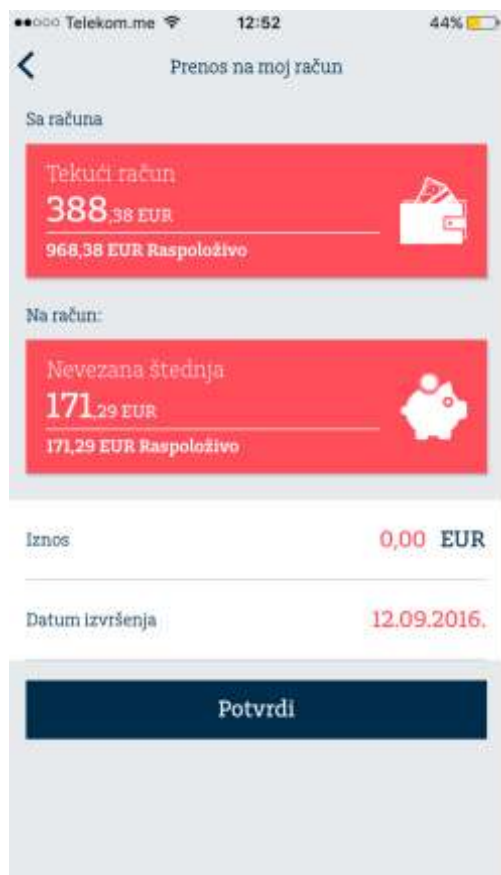 Telekom.me 12:52 44%
Prenos na moj račun
Sa računa
Tekući račun
388,38 EUR
968,38 EUR Raspoloživo
Na račun:
Nevezana štednja
171,29 EUR
171,29 EUR Raspoloživo
Iznos 0,00 EUR
Datum izvršenja 12.09.2016.
Potvrdi